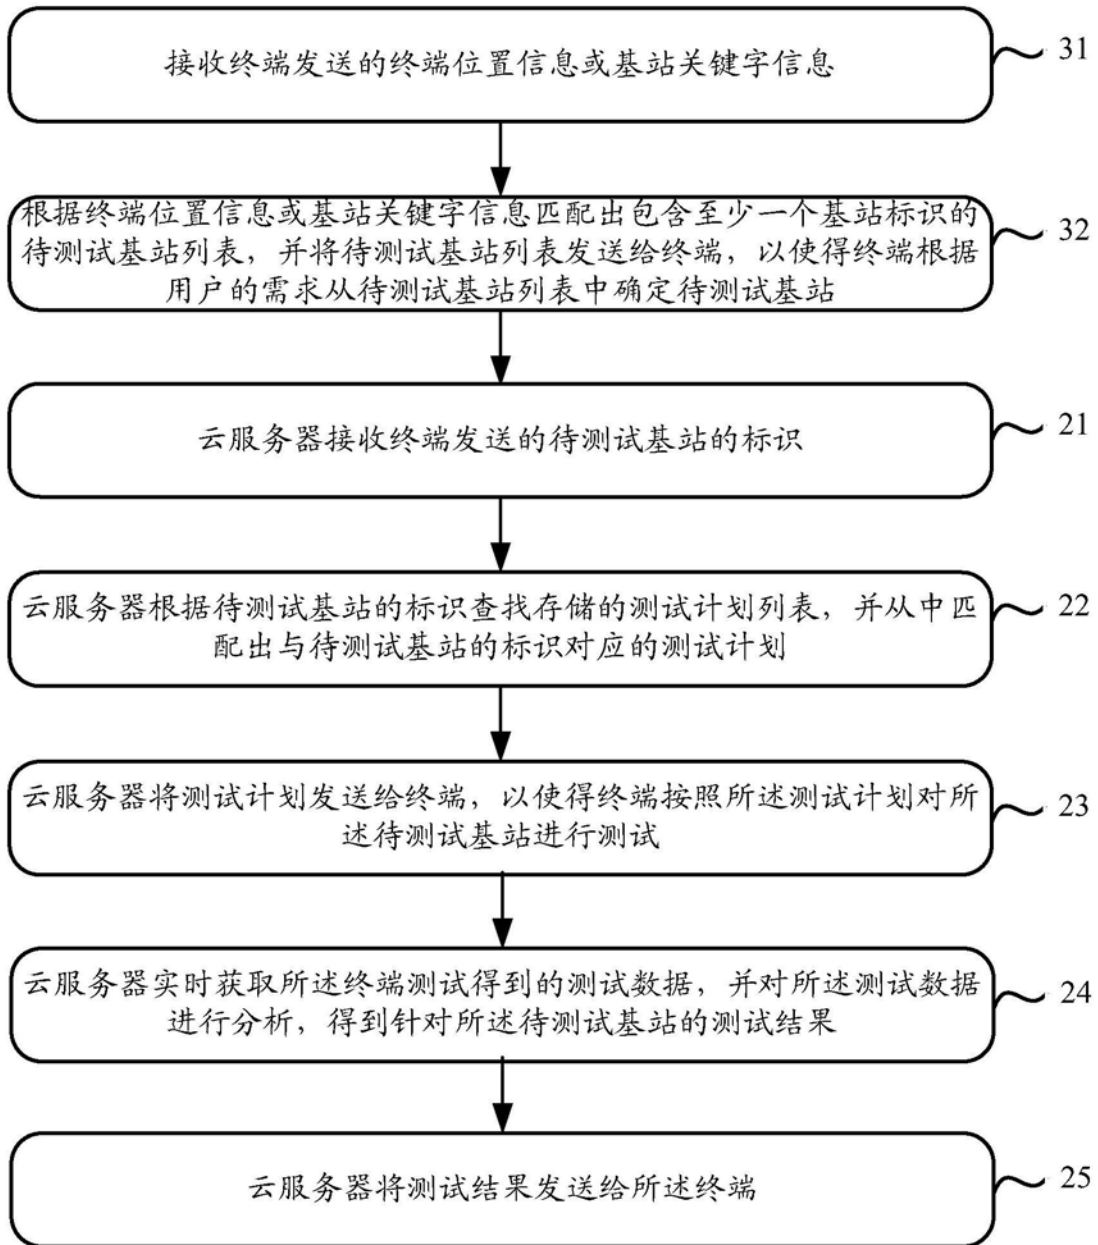 接收终端发送的终端位置信息或基站关键字信息
31
根据终端位置信息或基站关键字信息匹配出包含至少一个基站标识的
待测试基站列表，并将待测试基站列表发送给终端，以使得终端根据
用户的需求从待测试基站列表中确定待测试基站
32
云服务器接收终端发送的待测试基站的标识
21
云服务器根据待测试基站的标识查找存储的测试计划列表，并从中匹
配出与待测试基站的标识对应的测试计划
22
云服务器将测试计划发送给终端，以使得终端按照所述测试计划对所
述待测试基站进行测试
23
云服务器实时获取所述终端测试得到的测试数据，并对所述测试数据
进行分析，得到针对所述待测试基站的测试结果
24
云服务器将测试结果发送给所述终端
25